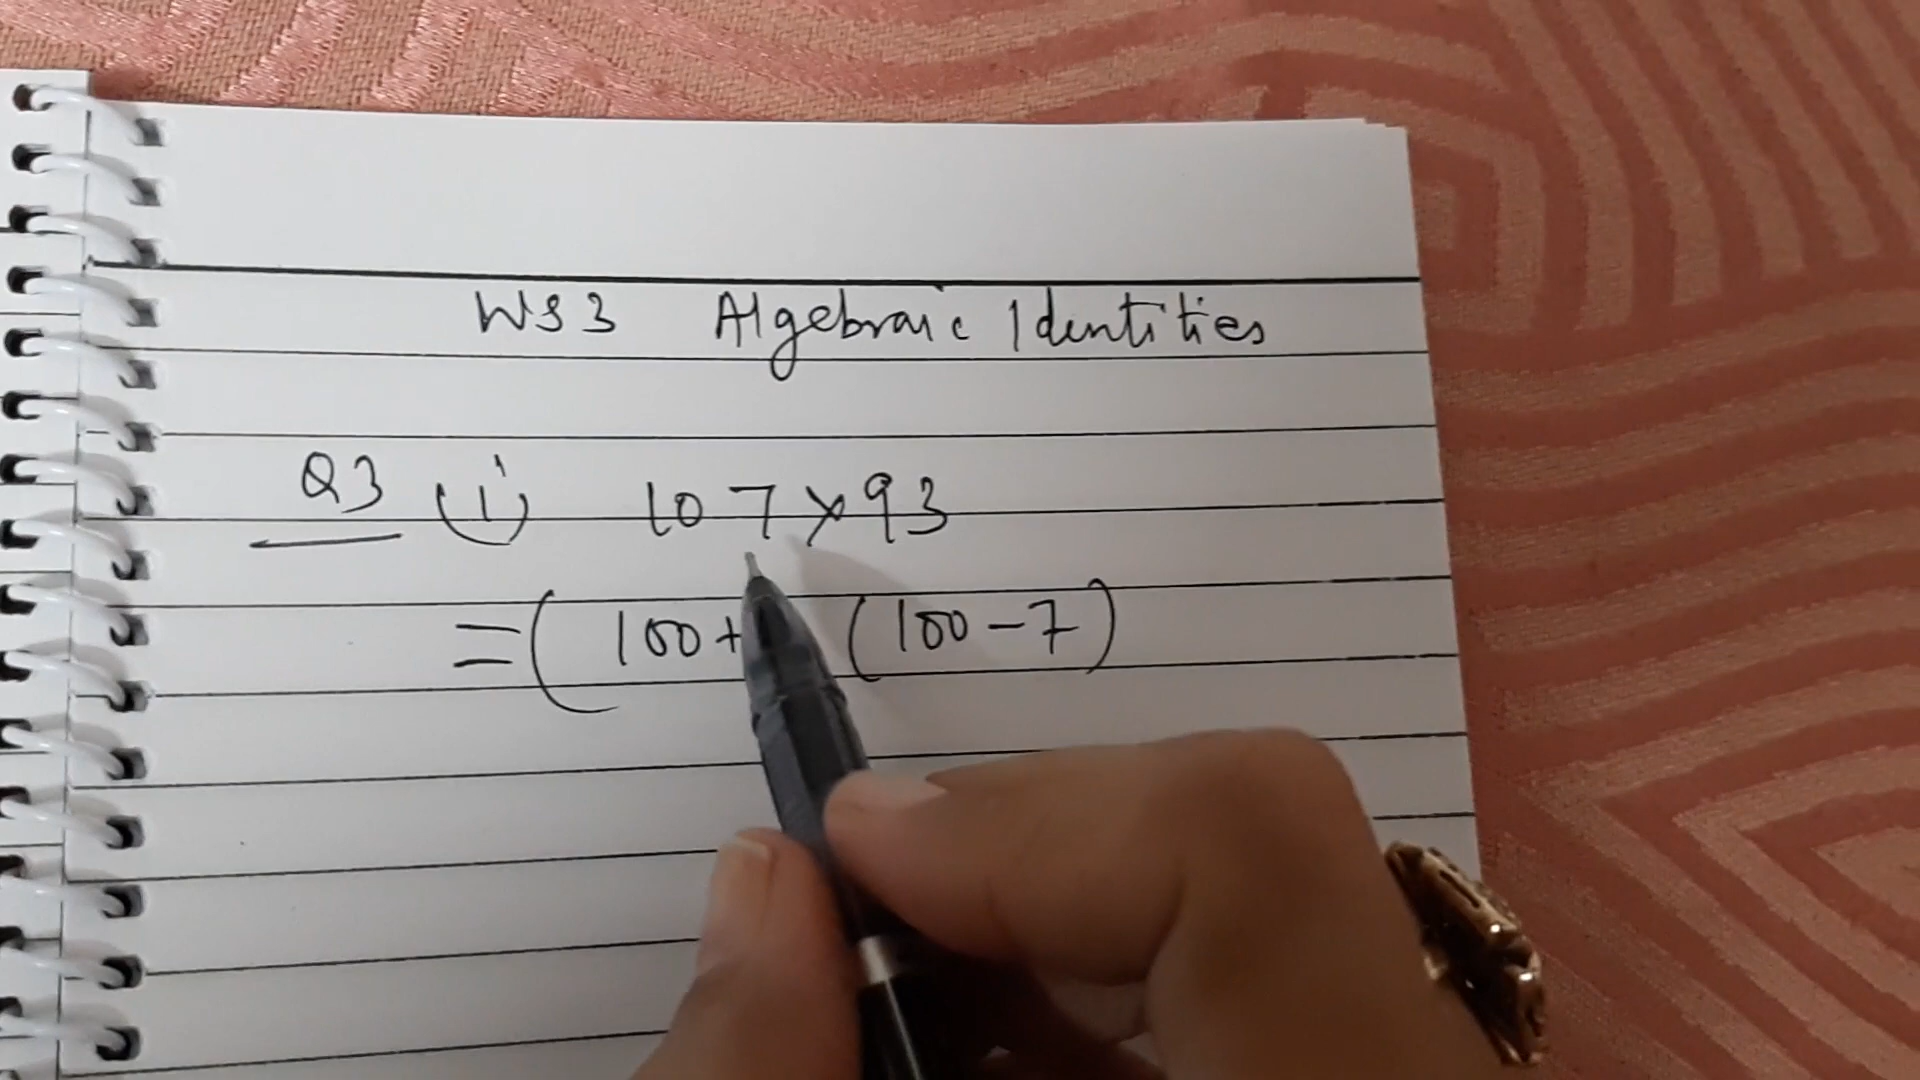 WS3 Algebraic Identities
Q3 (i) 107 × 93
= (100+ (100-7)